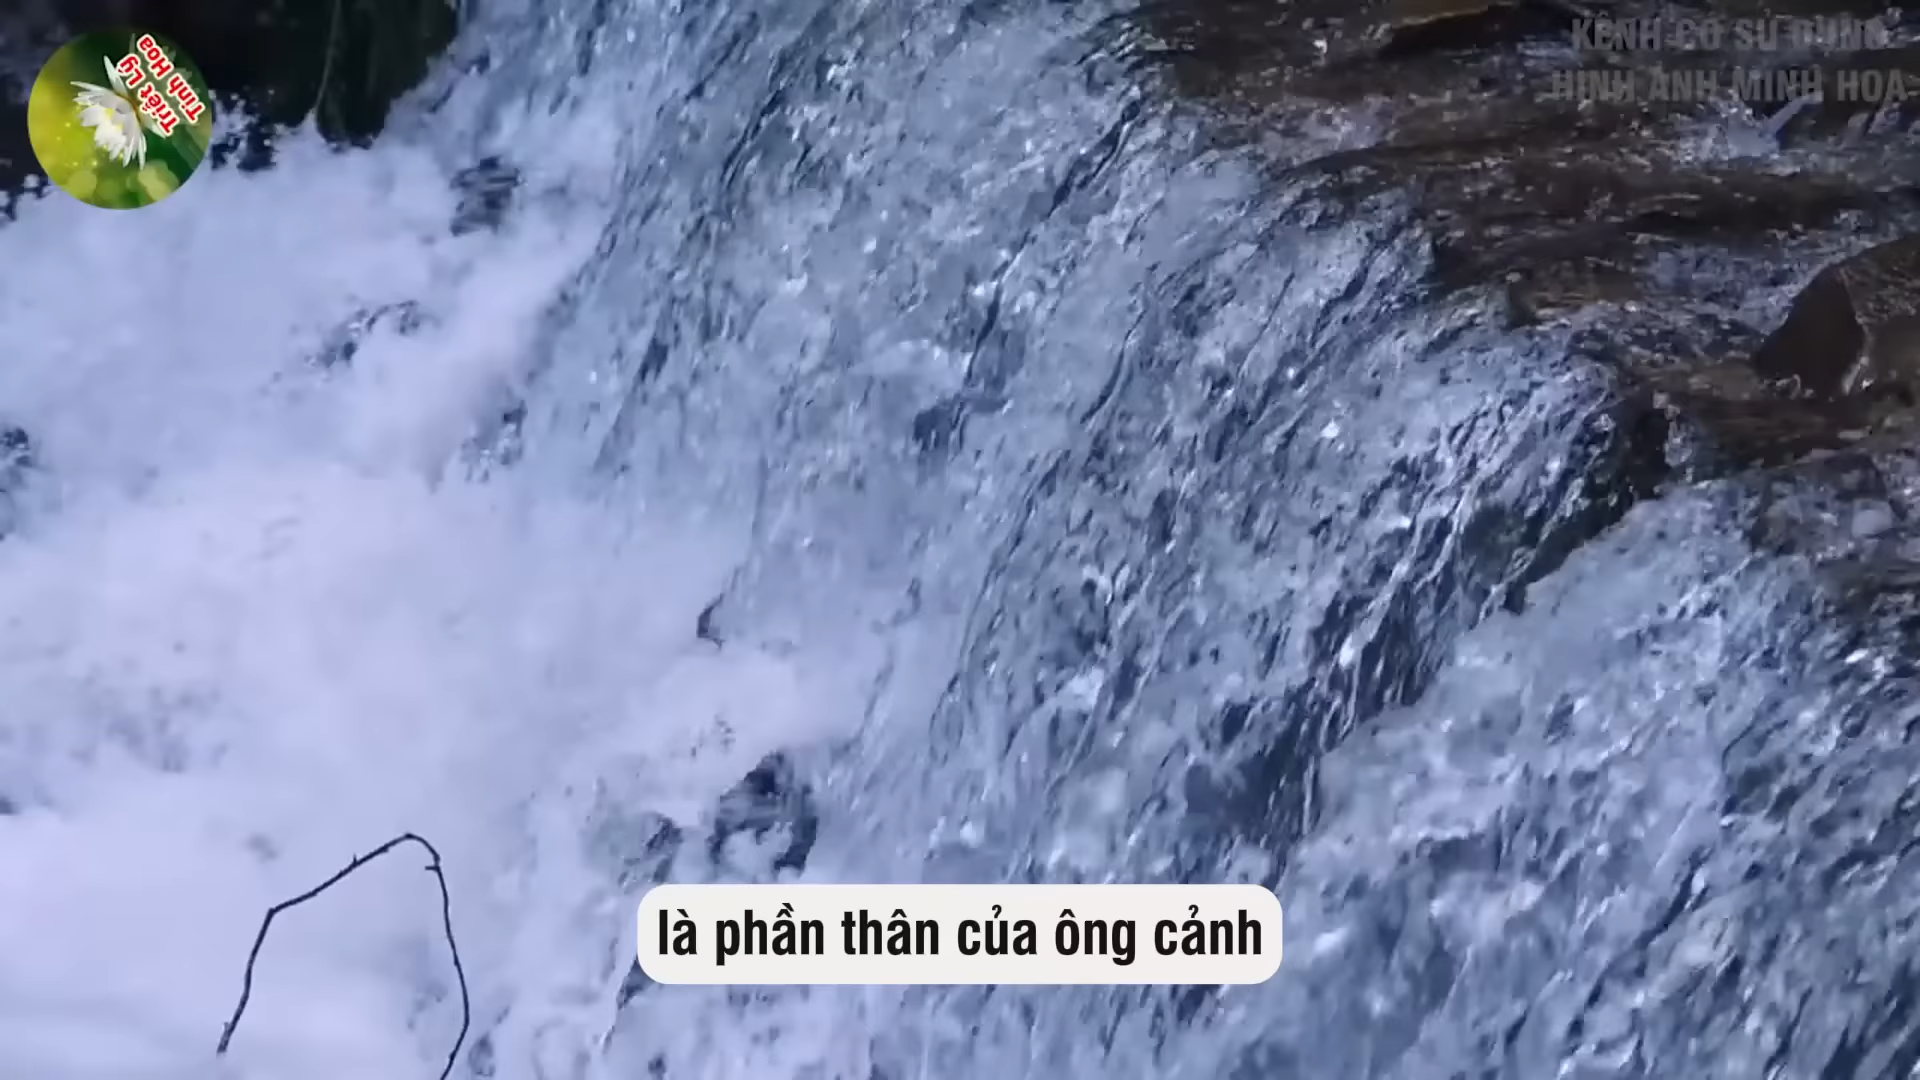 Triết Lý
Tinh Hoa
KÊNH CÓ SỬ DỤNG
HÌNH ẢNH MINH HỌA
là phần thân của ông cảnh